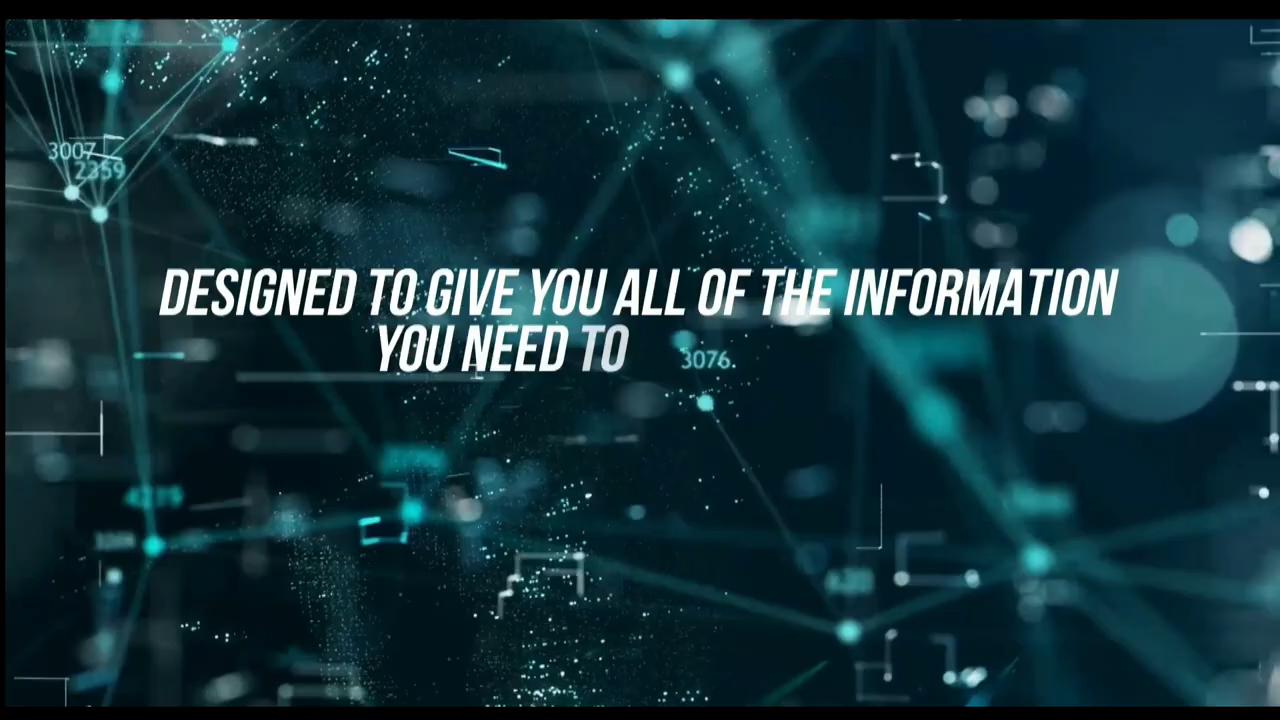 3007
2359
DESIGNED TO GIVE YOU ALL OF THE INFORMATION
YOU NEED TO
3076